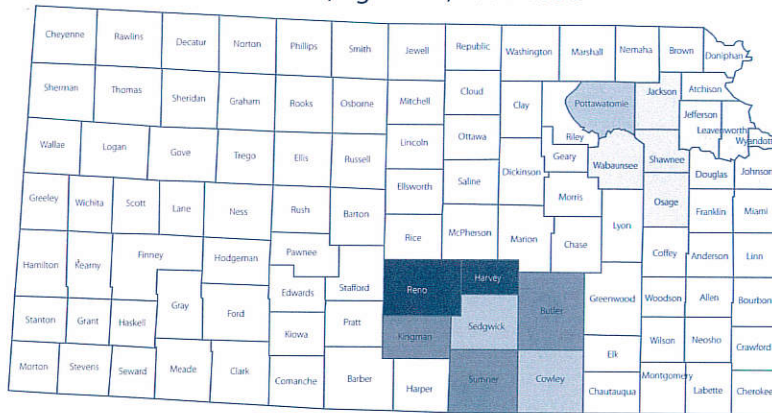 Cheyenne Rawlins Decatur Norton Phillips Smith Jewell Republic Washington Marshall Nemaha Brown Doniphan
Sherman Thomas Sheridan Graham Rooks Osborne Mitchell Cloud Clay Pottawatomie Jackson Atchison
Jefferson Leavenworth
Wyandotte
Wallae Logan Gove Trego Ellis Russell Lincoln Ottawa Riley
Geary Wabaunsee Shawnee Douglas Johnson
Ellsworth Saline Dickinson
Greeley Wichita Scott Lane Ness Rush Barton Morris Osage Franklin Miami
Rice McPherson Marion Chase Lyon
Hamilton Kearny Finney Hodgeman Pawnee Stafford Coffey Anderson Linn
Reno Harvey
Edwards Butler Greenwood Woodson Allen Bourbon
Stanton Grant Haskell Gray Ford Kiowa Pratt Kingman Sedgwick
Elk Wilson Neosho Crawford
Morton Stevens Seward Meade Clark Comanche Barber Harper Sumner Cowley Chautauqua Montgomery Labette Cherokee